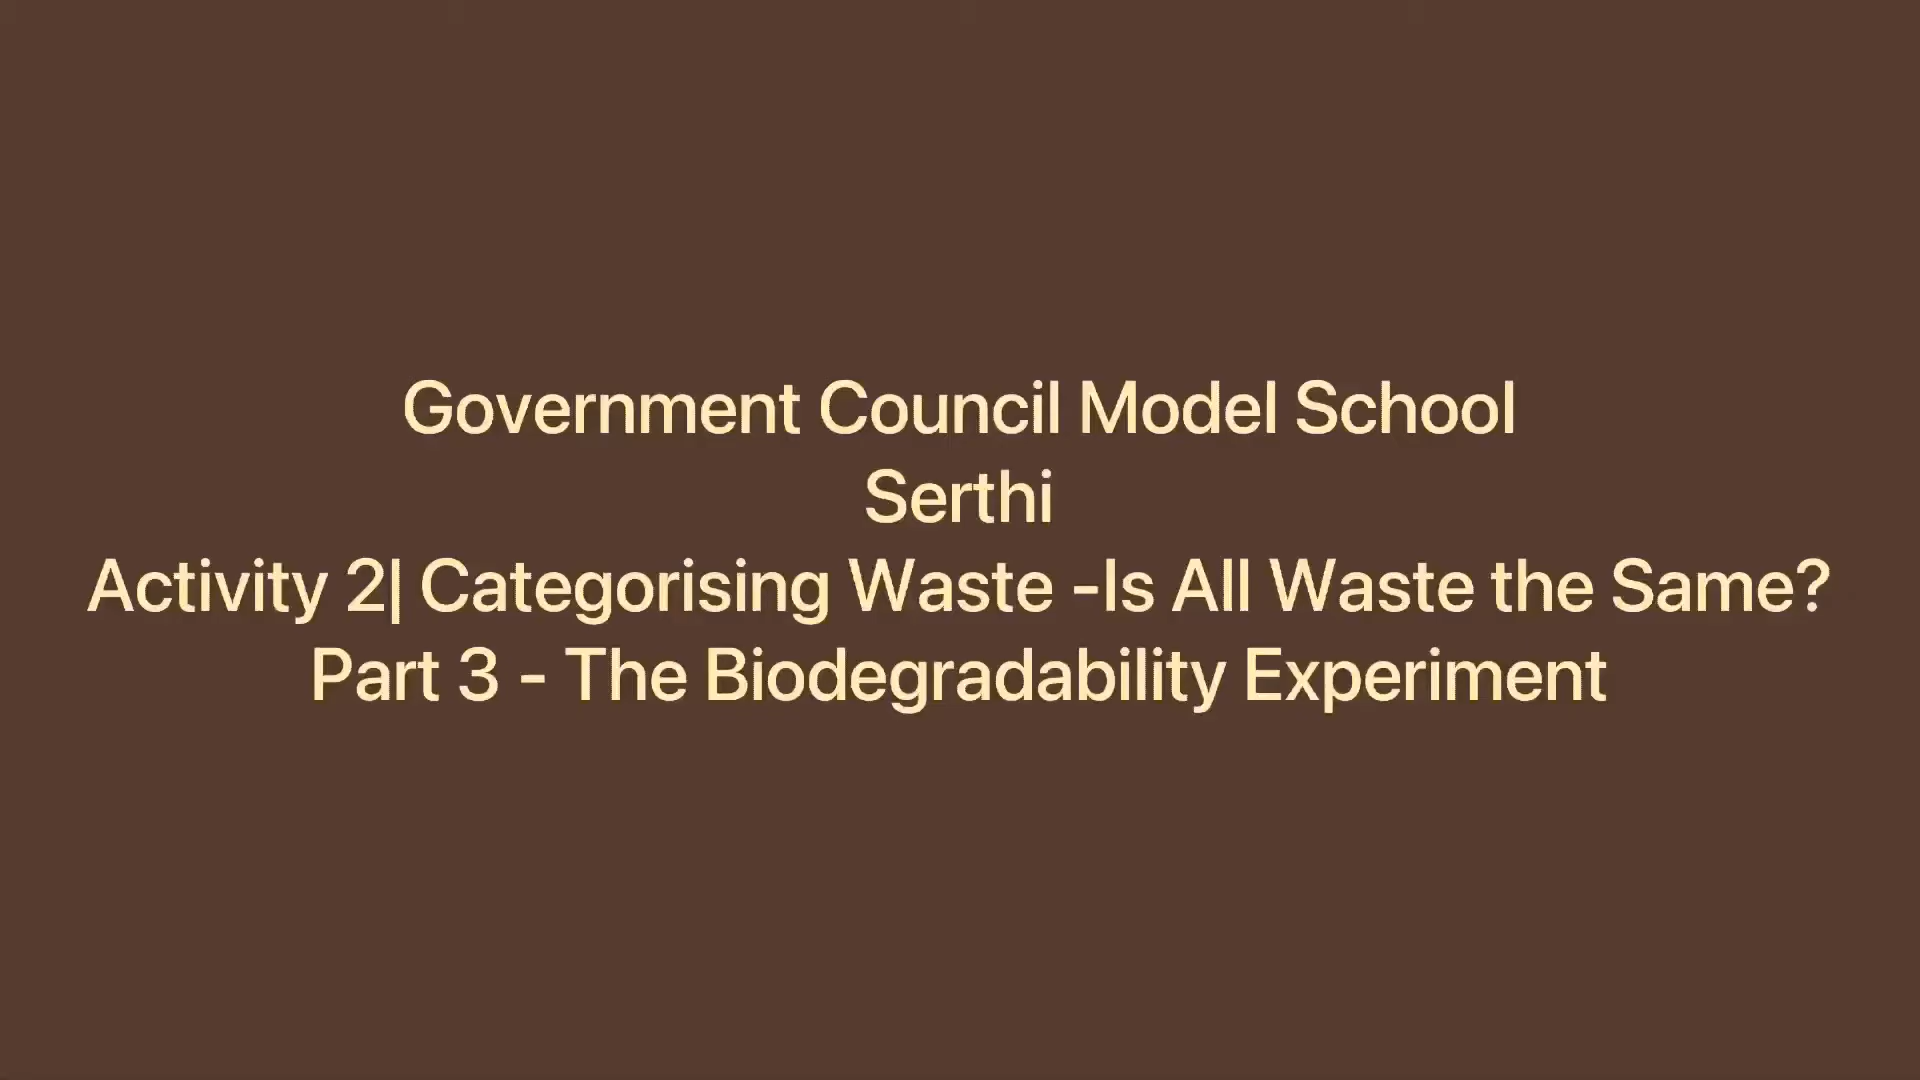 Government Council Model School
Serthi
Activity 2| Categorising Waste -Is All Waste the Same?
Part 3 - The Biodegradability Experiment